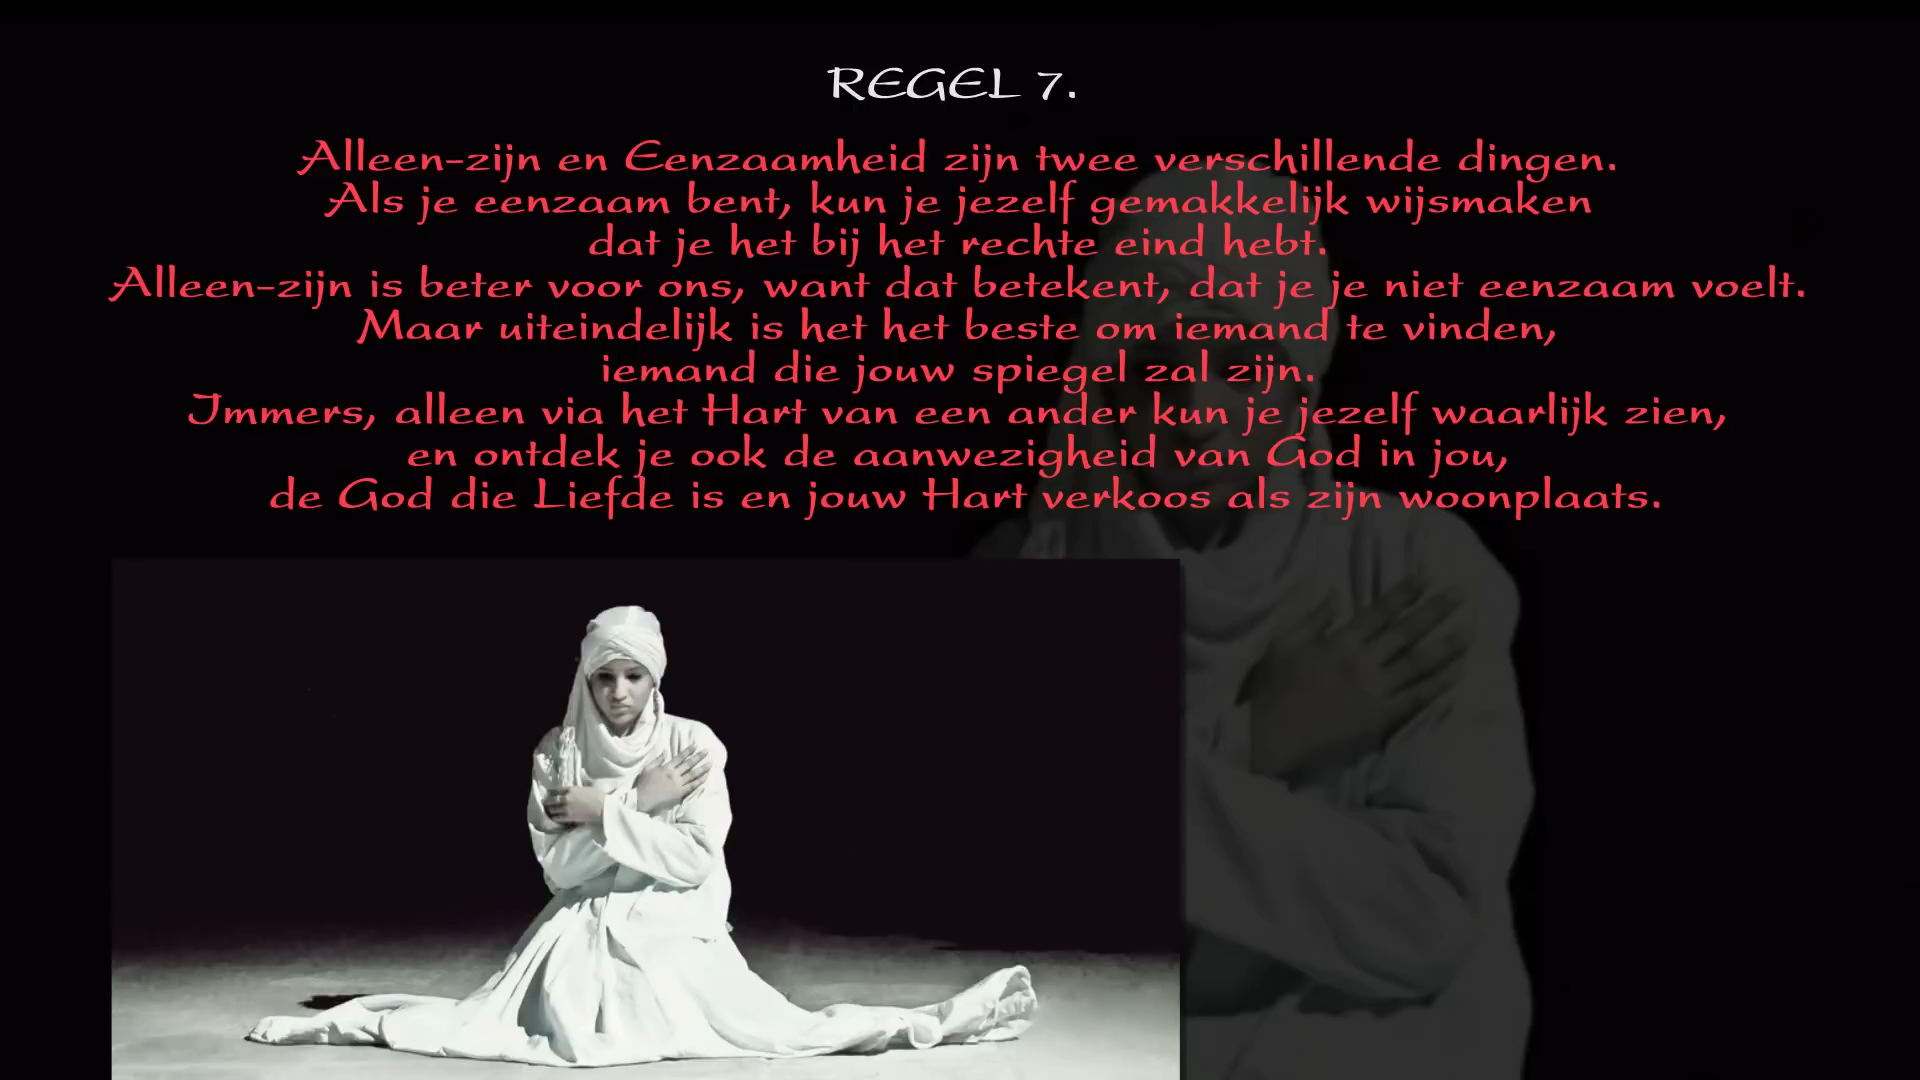 REGEL 7.
Alleen-zijn en Eenzaamheid zijn twee verschillende dingen.
Als je eenzaam bent, kun je jezelf gemakkelijk wijsmaken
dat je het bij het rechte eind hebt.
Alleen-zijn is beter voor ons, want dat betekent, dat je je niet eenzaam voelt.
Maar uiteindelijk is het het beste om iemand te vinden,
iemand die jouw spiegel zal zijn.
Immers, alleen via het Hart van een ander kun je jezelf waarlijk zien,
en ontdek je ook de aanwezigheid van God in jou,
de God die Liefde is en jouw Hart verkoos als zijn woonplaats.